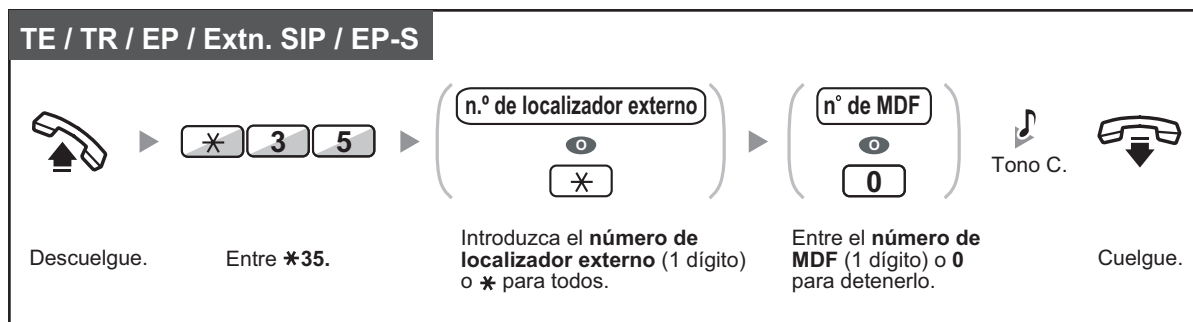 TE / TR / EP / Extn. SIP / EP-S
n.º de localizador externo
n° de MDF
* 3 5
o
o
*
0
Tono C.
Descuelgue.
Entre *35.
Introduzca el número de
localizador externo (1 dígito)
o * para todos.
Entre el número de
MDF (1 dígito) o 0
para detenerlo.
Cuelgue.